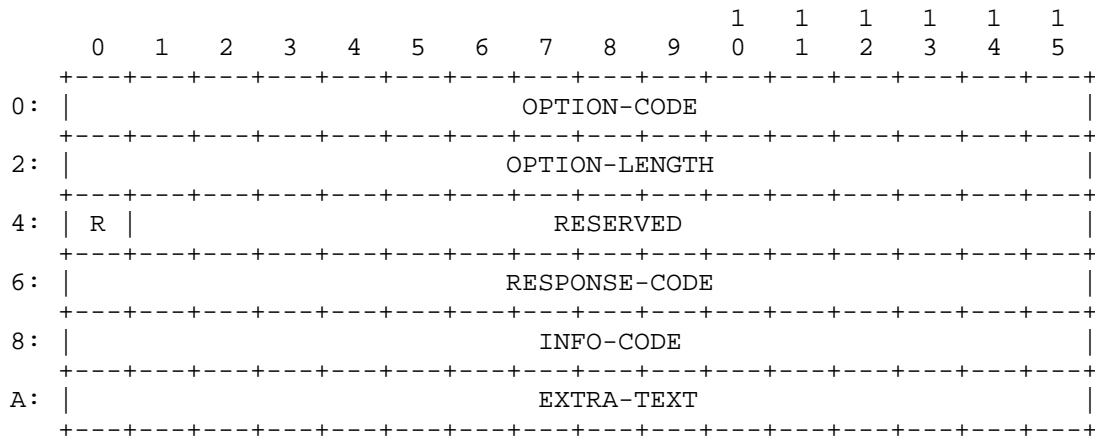 1   1   1   1   1   1
     0   1   2   3   4   5   6   7   8   9   0   1   2   3   4   5
   +---+---+---+---+---+---+---+---+---+---+---+---+---+---+---+---+
0: |                          OPTION-CODE                          |
   +---+---+---+---+---+---+---+---+---+---+---+---+---+---+---+---+
2: |                         OPTION-LENGTH                         |
   +---+---+---+---+---+---+---+---+---+---+---+---+---+---+---+---+
4: | R |                          RESERVED                         |
   +---+---+---+---+---+---+---+---+---+---+---+---+---+---+---+---+
6: |                         RESPONSE-CODE                         |
   +---+---+---+---+---+---+---+---+---+---+---+---+---+---+---+---+
8: |                           INFO-CODE                           |
   +---+---+---+---+---+---+---+---+---+---+---+---+---+---+---+---+
A: |                           EXTRA-TEXT                          |
   +---+---+---+---+---+---+---+---+---+---+---+---+---+---+---+---+